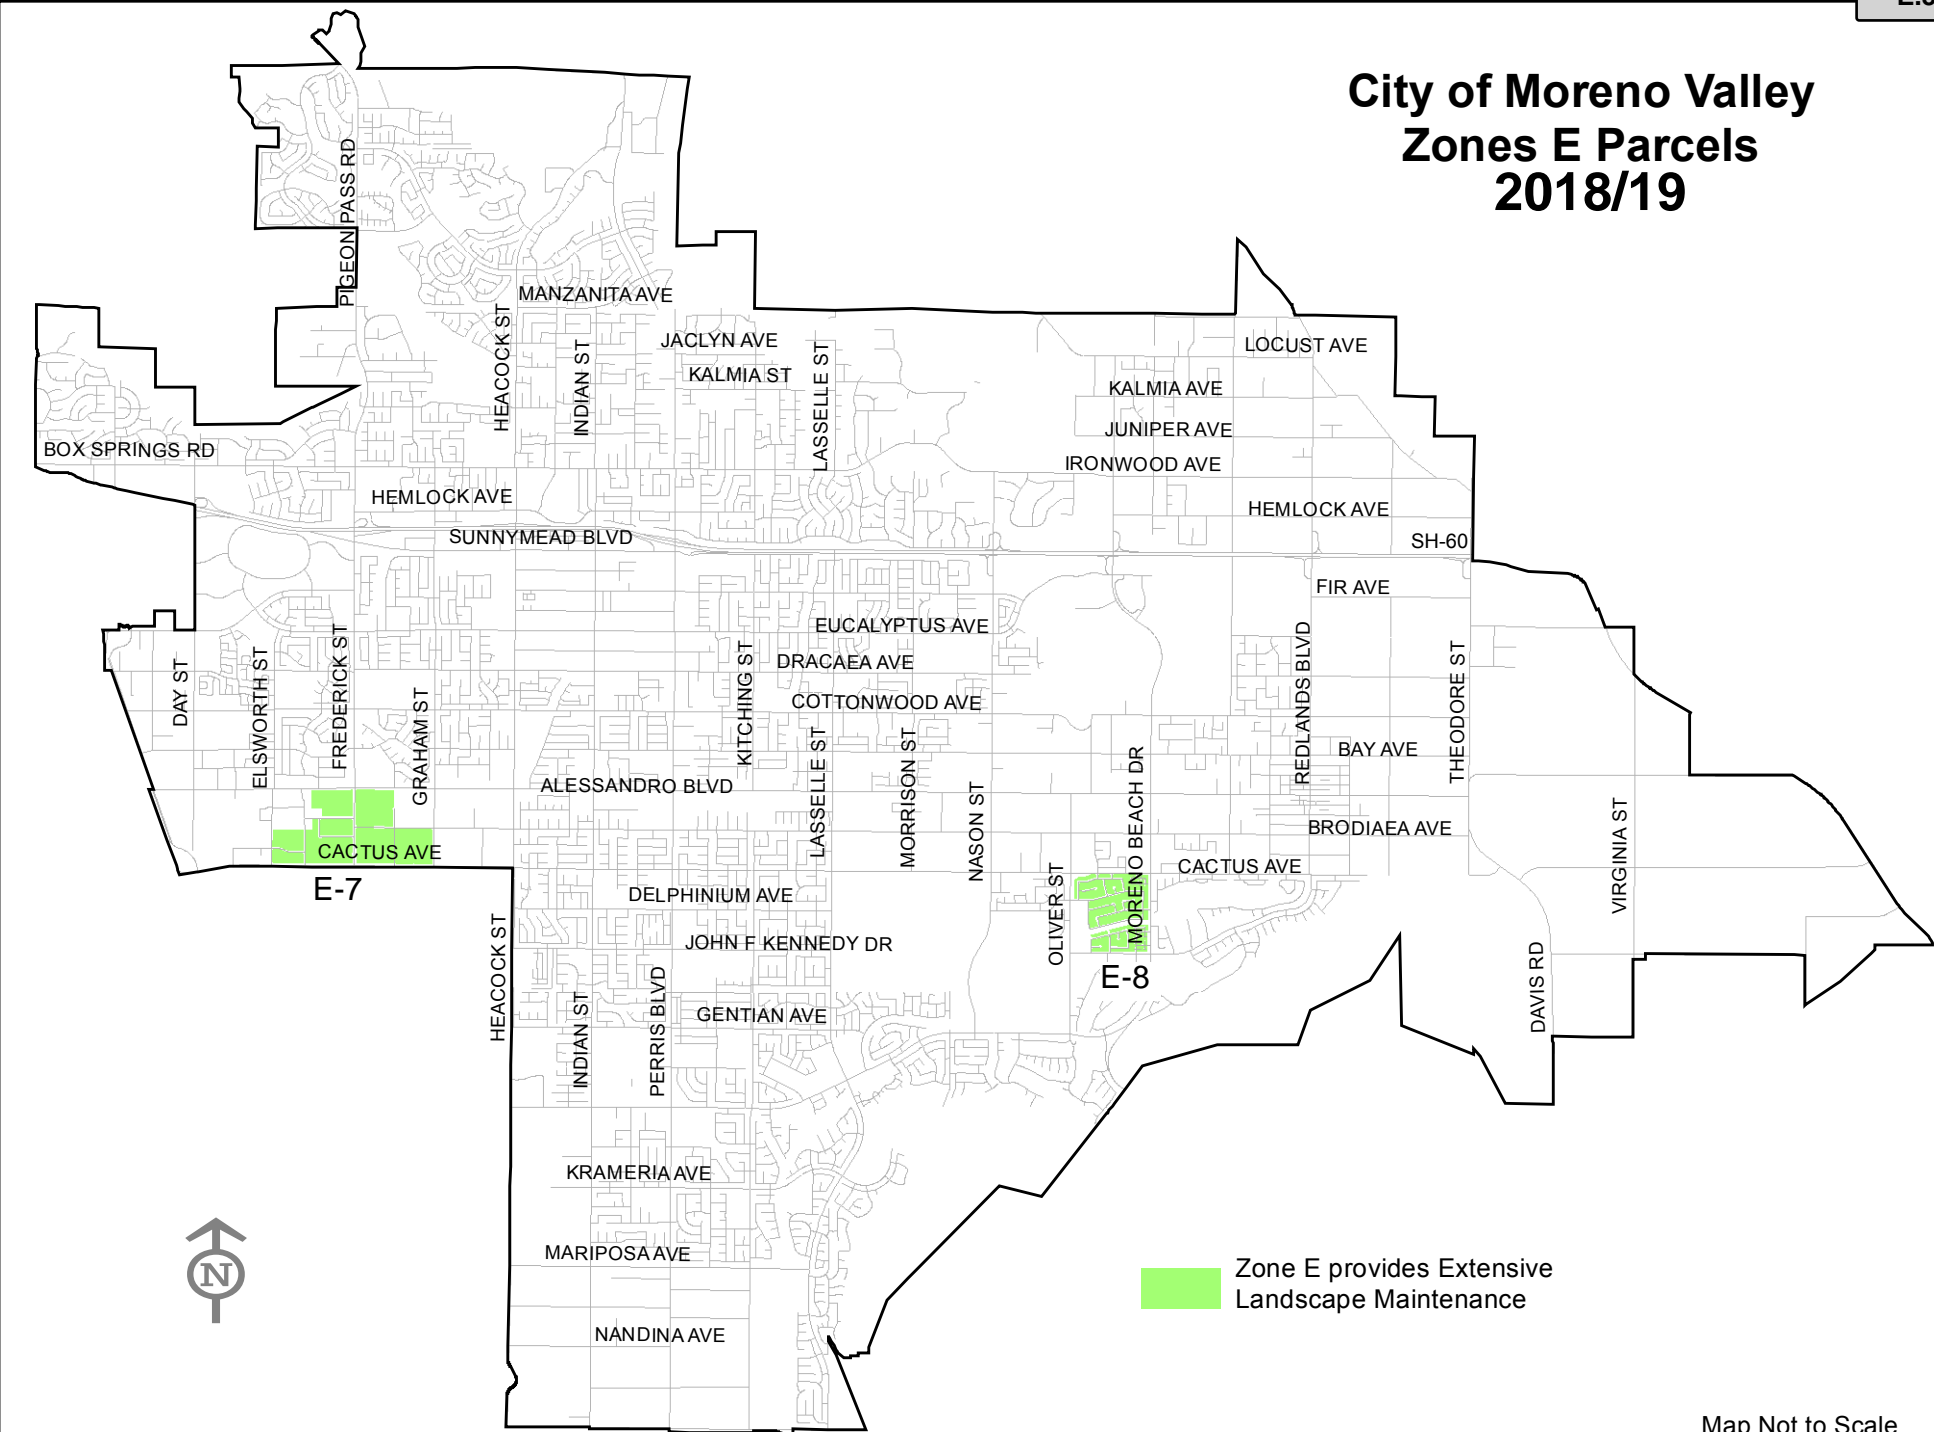 City of Moreno Valley
Zones E Parcels
2018/19
PIGEON PASS RD
MANZANITA AVE
HEACOCK ST
INDIAN ST
JACLYN AVE
KALMIA ST
LASSELLE ST
LOCUST AVE
KALMIA AVE
JUNIPER AVE
IRONWOOD AVE
BOX SPRINGS RD
HEMLOCK AVE
HEMLOCK AVE
SUNNYMEAD BLVD
SH-60
FIR AVE
EUCALYPTUS AVE
DRACAEA AVE
COTTONWOOD AVE
DAY ST
ELSWORTH ST
FREDERICK ST
GRAHAM ST
KITCHING ST
LASSELLE ST
MORRISON ST
NASON ST
MORENO BEACH DR
REDLANDS BLVD
THEODORE ST
BAY AVE
ALESSANDRO BLVD
BRODIAEA AVE
VIRGINIA ST
CACTUS AVE
CACTUS AVE
E-7
DELPHINIUM AVE
OLIVER ST
JOHN F KENNEDY DR
E-8
HEACOCK ST
INDIAN ST
PERRIS BLVD
GENTIAN AVE
DAVIS RD
KRAMERIA AVE
MARIPOSA AVE
NANDINA AVE
N
Zone E provides Extensive
Landscape Maintenance
Map Not to Scale